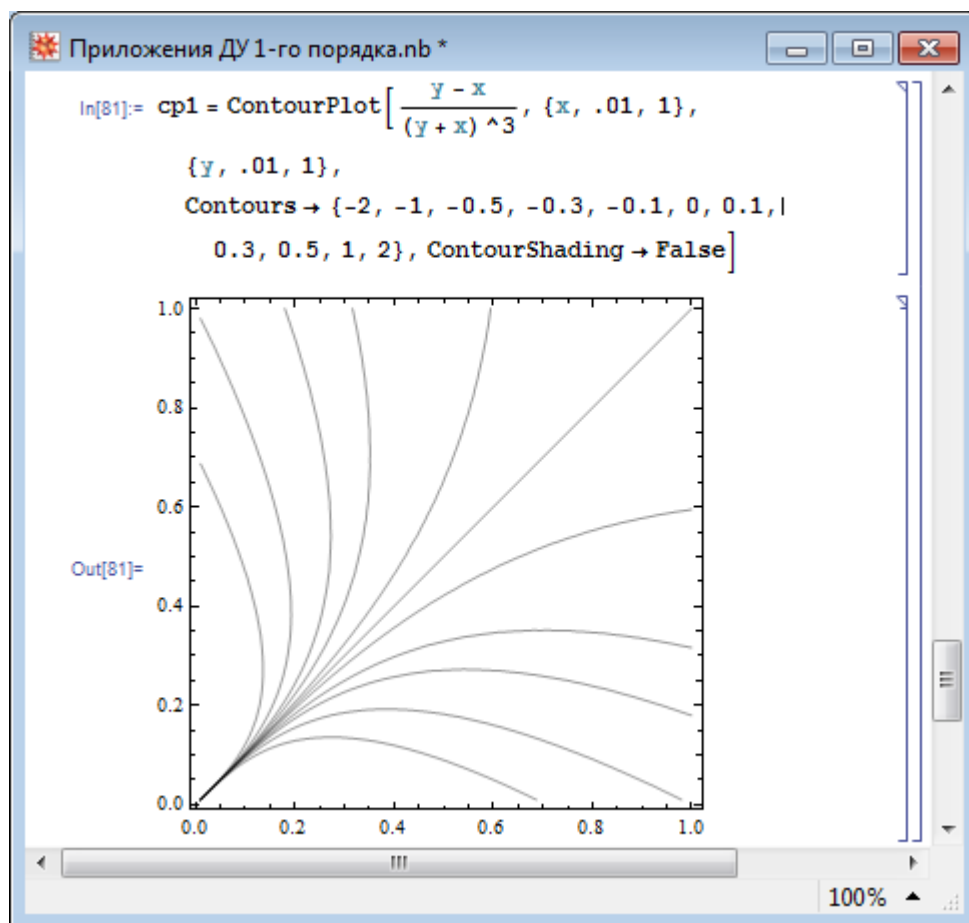 Приложения ДУ 1-го порядка.nb *
In[81]:= cp1 = ContourPlot[(y - x)/(y + x)^3, {x, .01, 1},
{y, .01, 1},
Contours → {-2, -1, -0.5, -0.3, -0.1, 0, 0.1,
0.3, 0.5, 1, 2}, ContourShading → False]
1.0
0.8
0.6
Out[81]=
0.4
0.2
0.0
0.0 0.2 0.4 0.6 0.8 1.0
100%